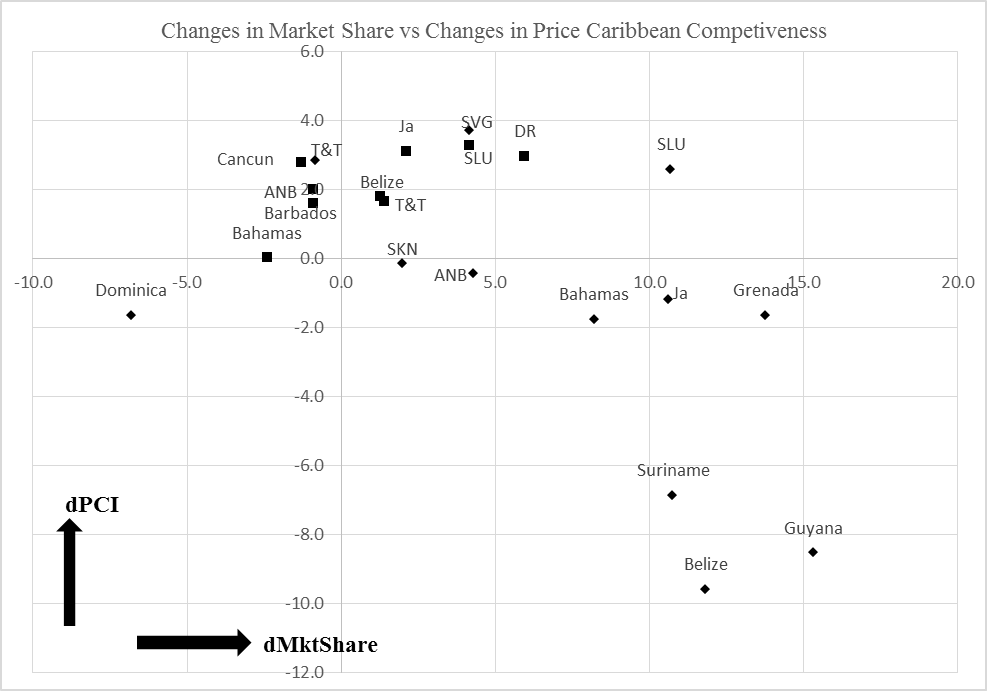 Changes in Market Share vs Changes in Price Caribbean Competiveness
6.0
4.0
SVG
Ja
DR
SLU
T&T
Cancun
SLU
Belize
2.0
ANB
T&T
Barbados
Bahamas
SKN
0.0
ANB
-10.0 -5.0 0.0 5.0 10.0 15.0 20.0
Dominica
Bahamas
Ja
Grenada
-2.0
-4.0
-6.0
Suriname
dPCI
Guyana
-8.0
Belize
-10.0
dMktShare
-12.0